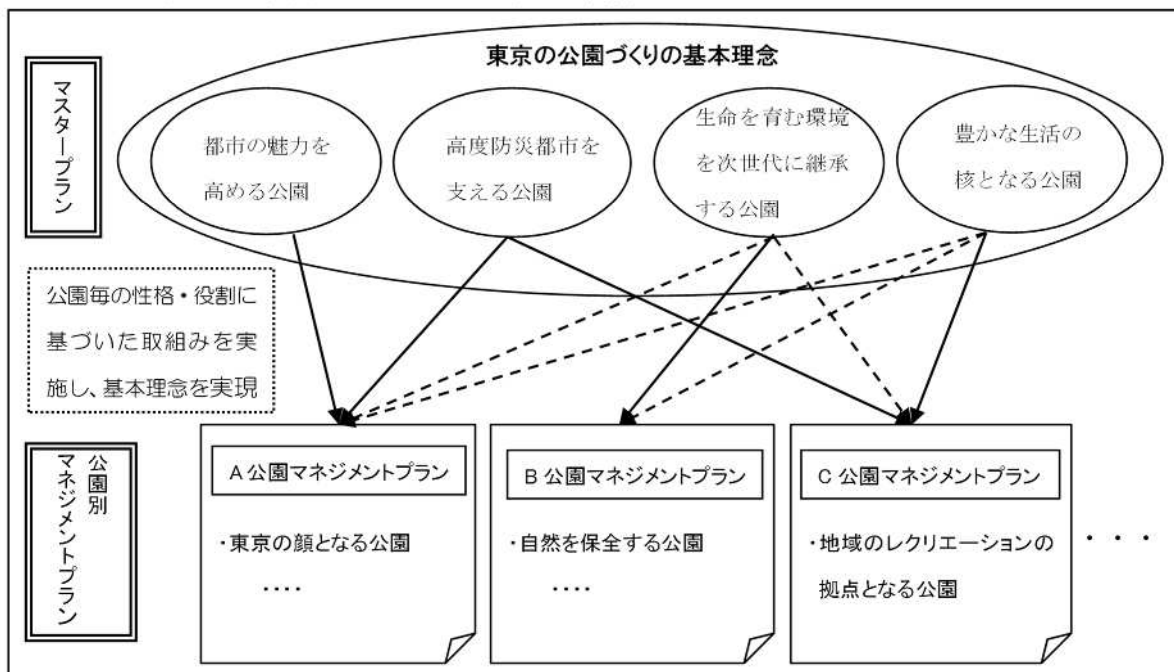 東京の公園づくりの基本理念
マスタープラン
都市の魅力を
高める公園
高度防災都市を
支える公園
生命を育む環境
を次世代に継承
する公園
豊かな生活の
核となる公園
公園毎の性格・役割に
基づいた取組みを実
施し、基本理念を実現
公園別
マネジメントプラン
A 公園マネジメントプラン
・東京の顔となる公園
・・・・
B 公園マネジメントプラン
・自然を保全する公園
・・・・
C 公園マネジメントプラン
・地域のレクリエーションの
拠点となる公園
・・・